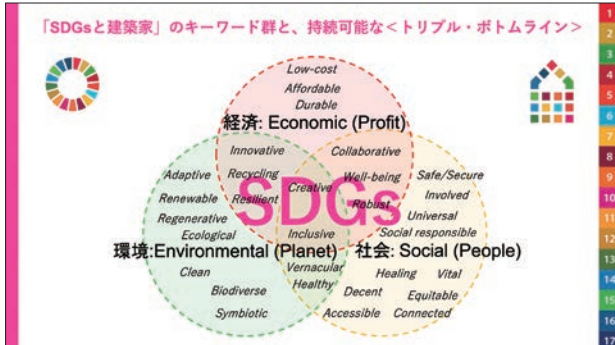 「SDGsと建築家」のキーワード群と、持続可能な<トリプル・ボトムライン>
Low-cost
Affordable
Durable
経済: Economic (Profit)
Innovative
Collaborative
Adaptive
Recycling
Creative
Well-being
Safe/Secure
Renewable
Resilient
SDGs
Robust
Involved
Regenerative
Universal
Ecological
Inclusive
Social responsible
環境:Environmental (Planet)
社会: Social (People)
Clean
Vernacular
Healing
Vital
Healthy
Biodiverse
Decent
Equitable
Symbiotic
Accessible
Connected
1
2
3
4
5
6
7
8
9
10
11
12
13
14
15
16
17